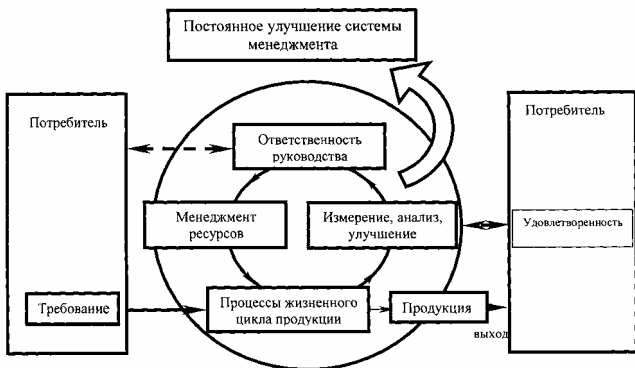 Постоянное улучшение системы
менеджмента
Потребитель
Потребитель
Ответственность
руководства
Менеджмент
ресурсов
Измерение, анализ,
улучшение
Удовлетворенность
Требование
Процессы жизненного
цикла продукции
Продукция
выход